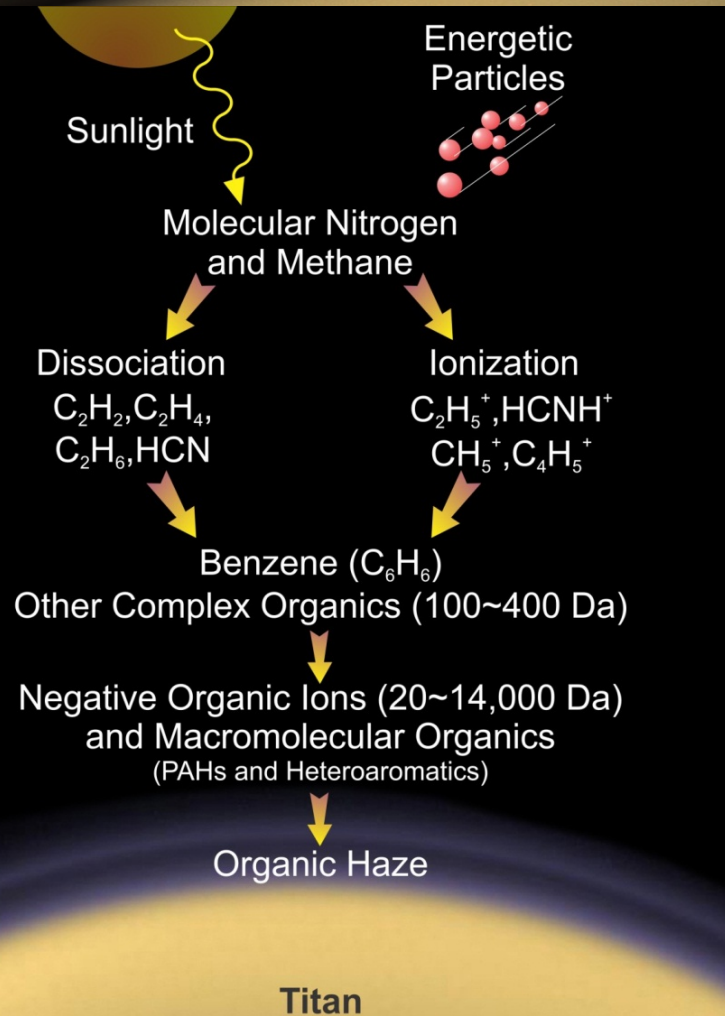 Energetic
Particles
Sunlight
Molecular Nitrogen
and Methane
Dissociation
C₂H₂,C₂H₄,
C₂H₆,HCN
Ionization
C₂H₅⁺,HCNH⁺
CH₅⁺,C₄H₅⁺
Benzene (C₆H₆)
Other Complex Organics (100~400 Da)
Negative Organic Ions (20~14,000 Da)
and Macromolecular Organics
(PAHs and Heteroaromatics)
Organic Haze
Titan